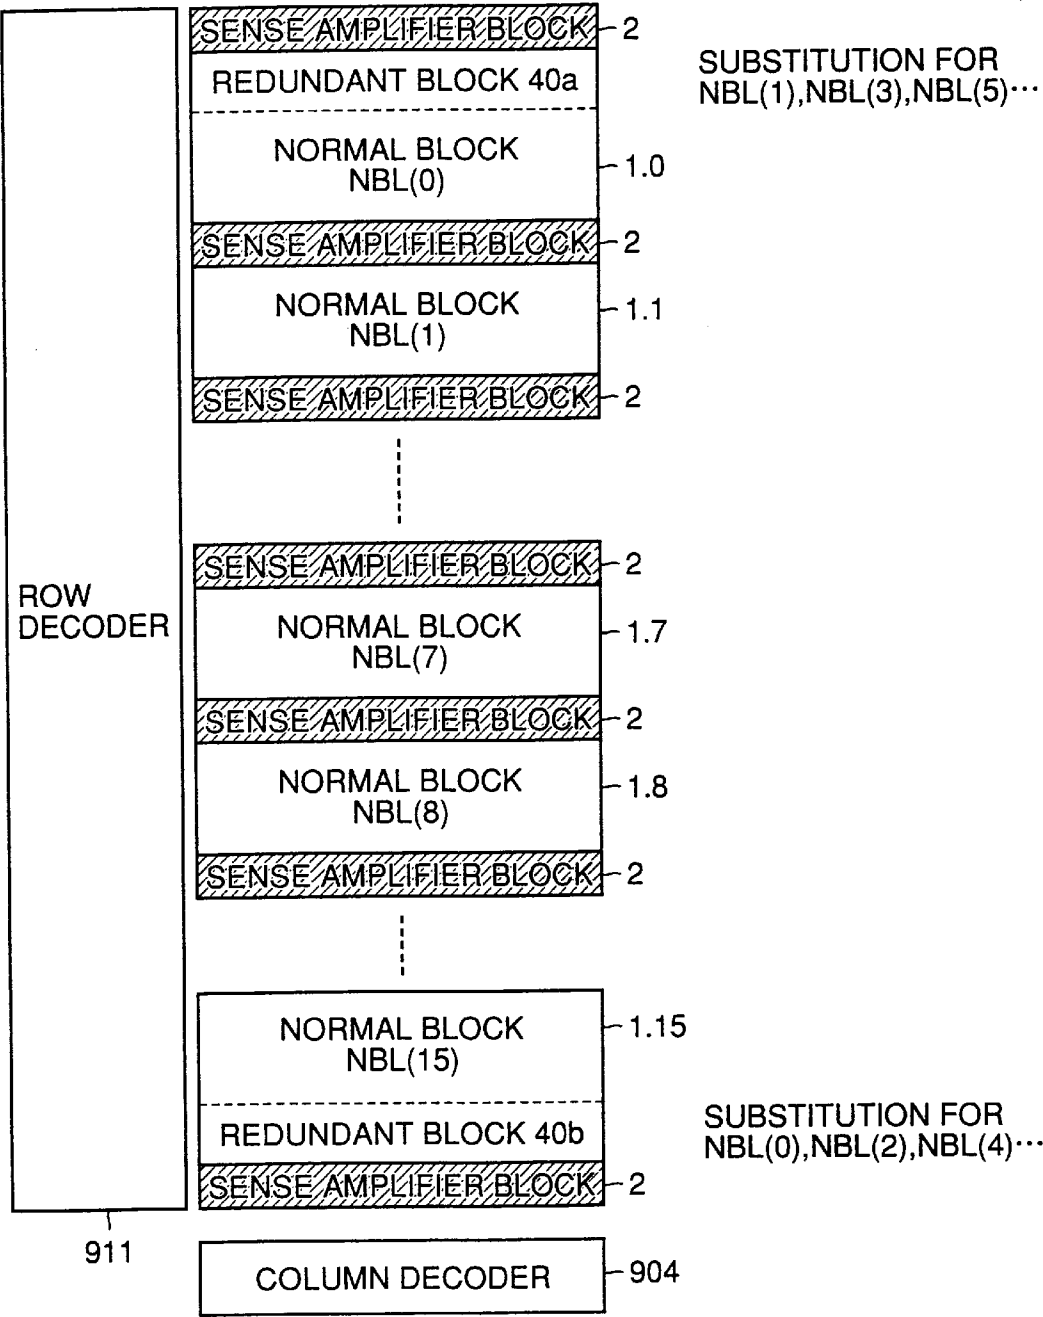 SENSE AMPLIFIER BLOCK 2
REDUNDANT BLOCK 40a
SUBSTITUTION FOR
NBL(1),NBL(3),NBL(5)···
NORMAL BLOCK
NBL(0)
1.0
SENSE AMPLIFIER BLOCK 2
NORMAL BLOCK
NBL(1)
1.1
SENSE AMPLIFIER BLOCK 2
SENSE AMPLIFIER BLOCK 2
ROW
DECODER
NORMAL BLOCK
NBL(7)
1.7
SENSE AMPLIFIER BLOCK 2
NORMAL BLOCK
NBL(8)
1.8
SENSE AMPLIFIER BLOCK 2
NORMAL BLOCK
NBL(15)
1.15
REDUNDANT BLOCK 40b
SUBSTITUTION FOR
NBL(0),NBL(2),NBL(4)···
SENSE AMPLIFIER BLOCK 2
911
COLUMN DECODER 904